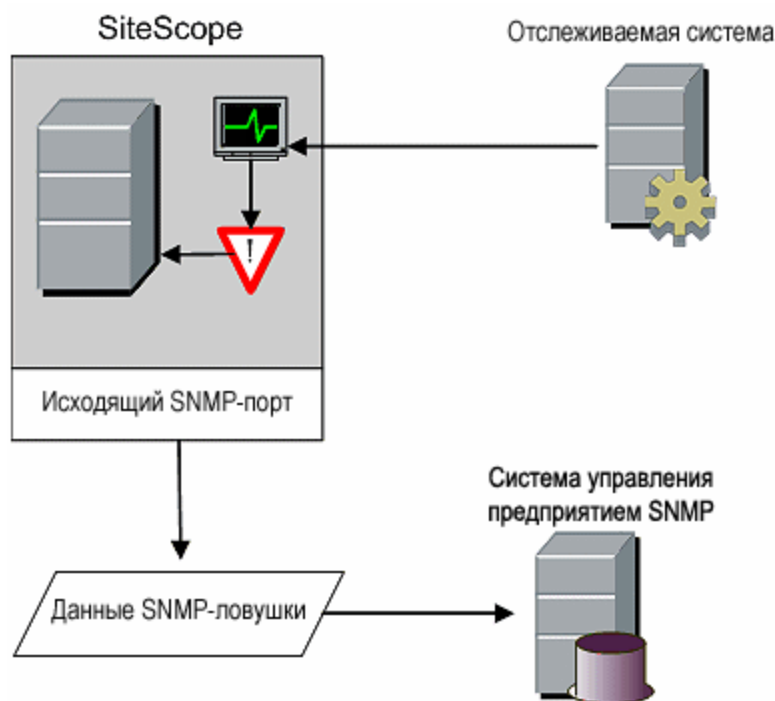 SiteScope
Отслеживаемая система
!
Исходящий SNMP-порт
Система управления
предприятием SNMP
Данные SNMP-ловушки